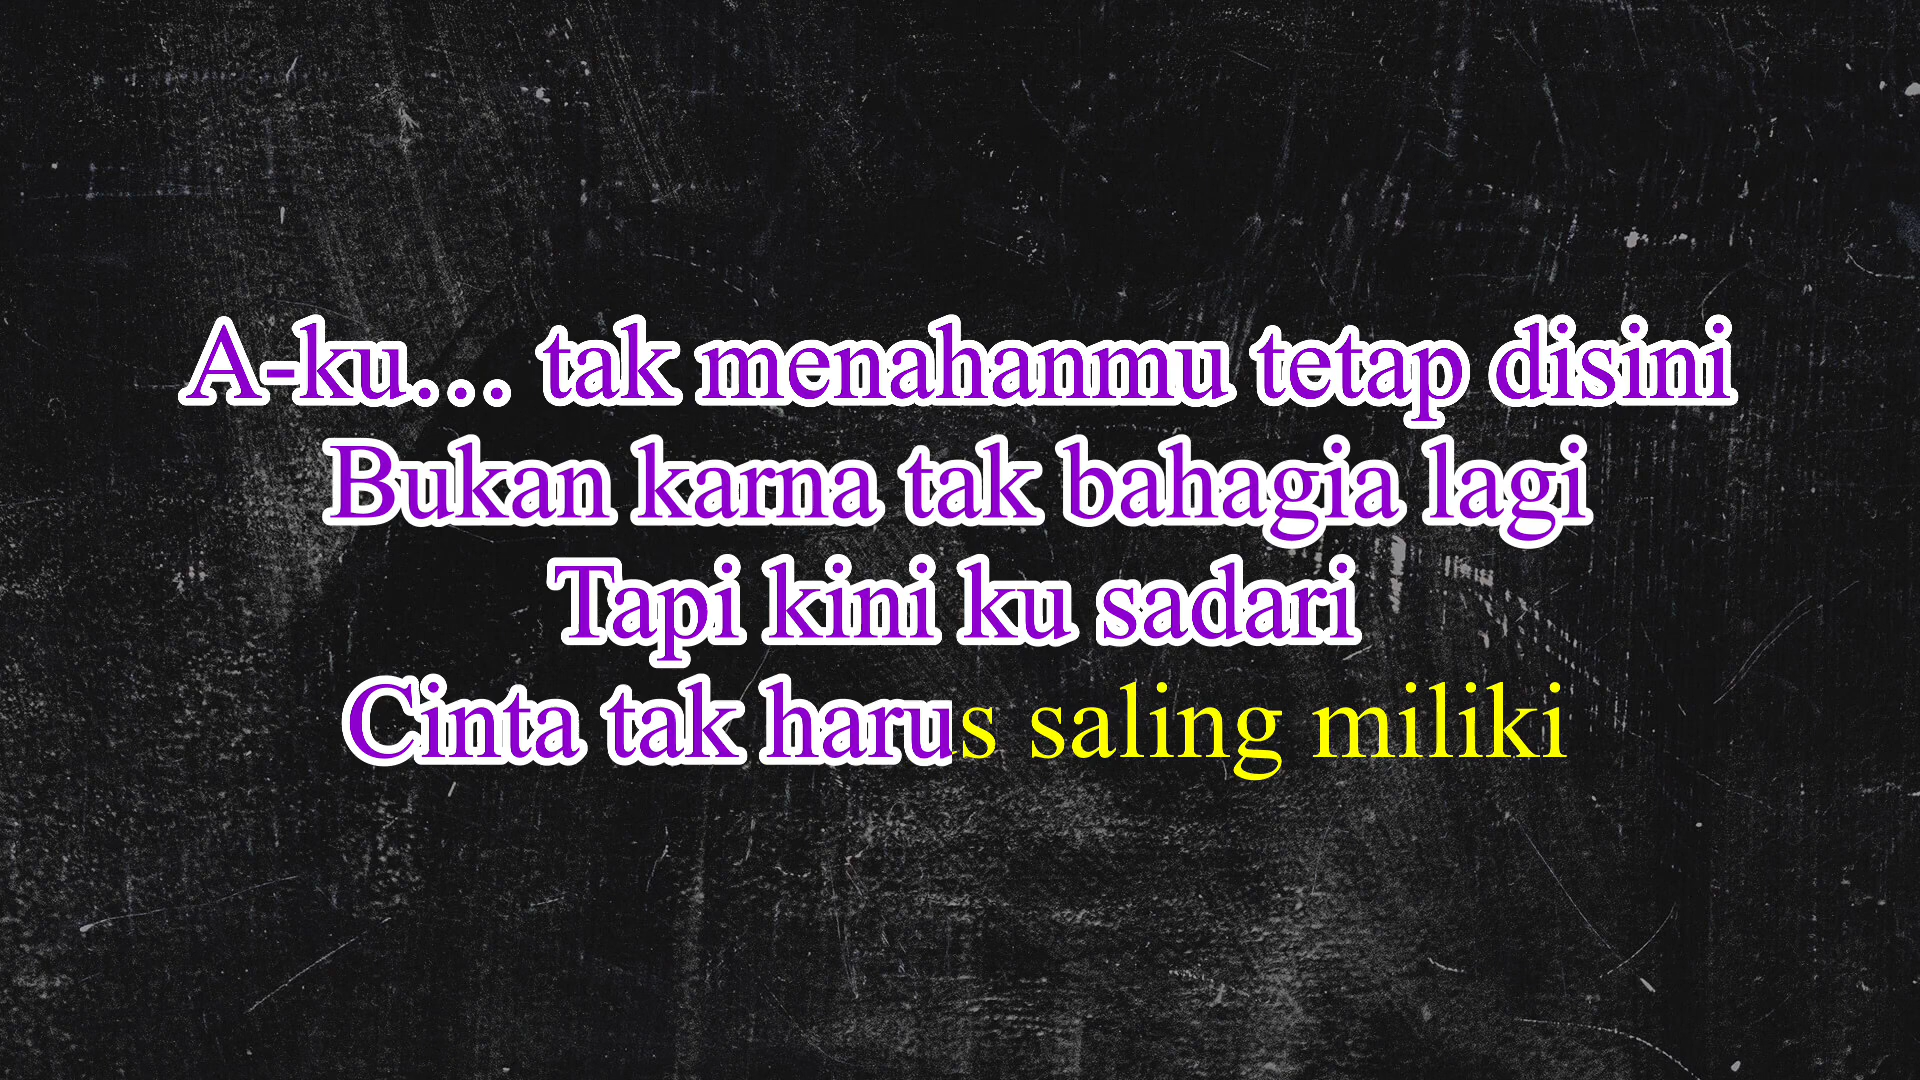 A-ku… tak menahanmu tetap disini
Bukan karna tak bahagia lagi
Tapi kini ku sadari
Cinta tak harus saling miliki